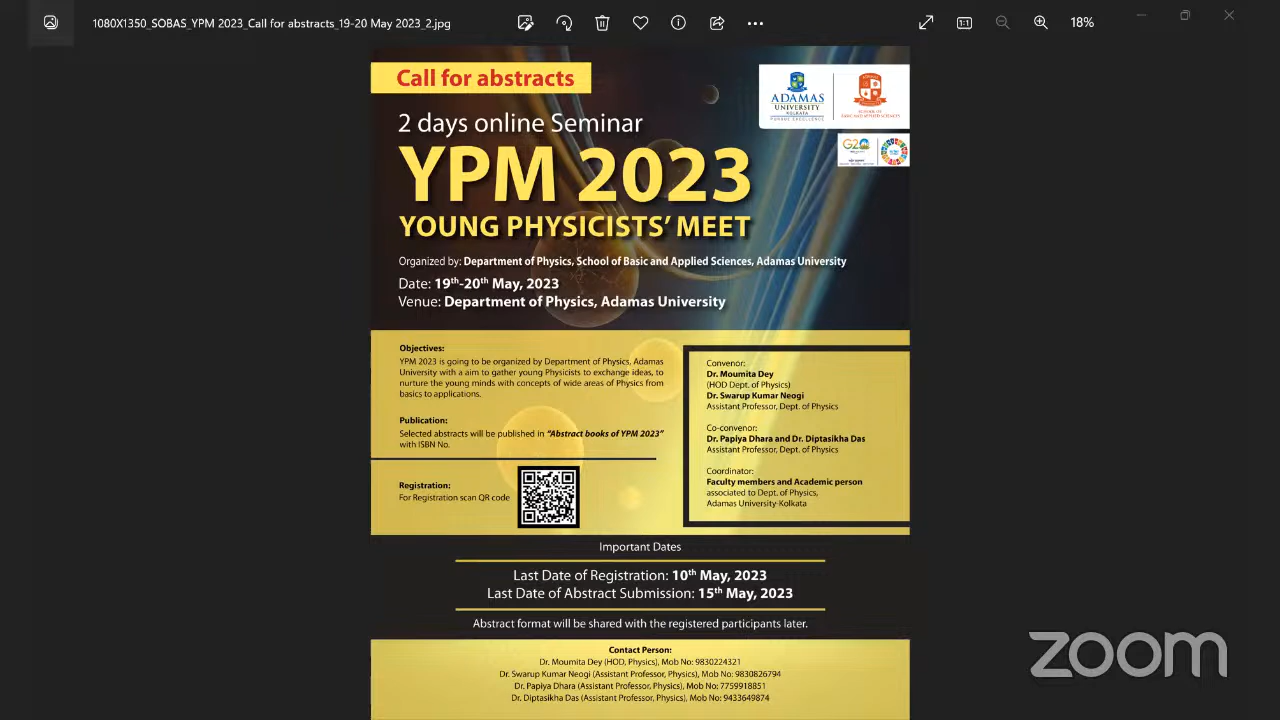 1080X1350_SOBAS_YPM 2023_Call for abstracts_19-20 May 2023_2.jpg
1:1
18%
Call for abstracts
ADAMAS
UNIVERSITY
KOLKATA
PURSUE EXCELLENCE
SCHOOL OF
BASIC AND APPLIED SCIENCES
2 days online Seminar
YPM 2023
YOUNG PHYSICISTS’ MEET
Organized by: Department of Physics, School of Basic and Applied Sciences, Adamas University
Date: 19th-20th May, 2023
Venue: Department of Physics, Adamas University
Objectives:
YPM 2023 is going to be organized by Department of Physics, Adamas
University with a aim to gather young Physicists to exchange ideas, to
nurture the young minds with concepts of wide areas of Physics from
basics to applications.
Publication:
Selected abstracts will be published in “Abstract books of YPM 2023”
with ISBN No.
Registration:
For Registration scan QR code
Convenor:
Dr. Moumita Dey
(HOD Dept. of Physics)
Dr. Swarup Kumar Neogi
Assistant Professor, Dept. of Physics
Co-convenor:
Dr. Papiya Dhara and Dr. Diptasikha Das
Assistant Professor, Dept. of Physics
Coordinator:
Faculty members and Academic person
associated to Dept. of Physics,
Adamas University-Kolkata
Important Dates
Last Date of Registration: 10th May, 2023
Last Date of Abstract Submission: 15th May, 2023
Abstract format will be shared with the registered participants later.
Contact Person:
Dr. Moumita Dey (HOD, Physics), Mob No: 9830224321
Dr. Swarup Kumar Neogi (Assistant Professor, Physics), Mob No: 9830826794
Dr. Papiya Dhara (Assistant Professor, Physics), Mob No: 7759918851
Dr. Diptasikha Das (Assistant Professor, Physics), Mob No: 9433649874
zoom